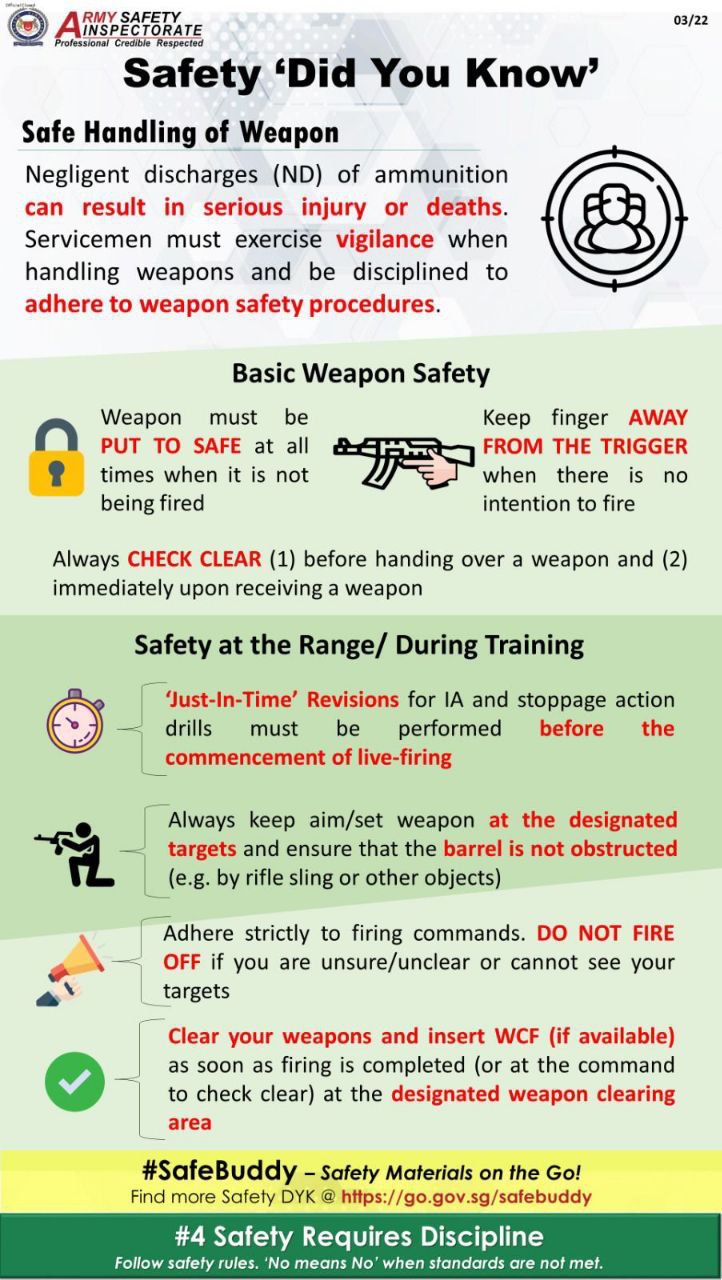 Official Closed
ARMY SAFETY
INSPECTORATE
Professional Credible Respected
03/22
Safety ‘Did You Know’
Safe Handling of Weapon
Negligent discharges (ND) of ammunition
can result in serious injury or deaths.
Servicemen must exercise vigilance when
handling weapons and be disciplined to
adhere to weapon safety procedures.
Basic Weapon Safety
Weapon must be
PUT TO SAFE at all
times when it is not
being fired
Keep finger AWAY
FROM THE TRIGGER
when there is no
intention to fire
Always CHECK CLEAR (1) before handing over a weapon and (2)
immediately upon receiving a weapon
Safety at the Range/ During Training
‘Just-In-Time’ Revisions for IA and stoppage action
drills must be performed before the
commencement of live-firing
Always keep aim/set weapon at the designated
targets and ensure that the barrel is not obstructed
(e.g. by rifle sling or other objects)
Adhere strictly to firing commands. DO NOT FIRE
OFF if you are unsure/unclear or cannot see your
targets
Clear your weapons and insert WCF (if available)
as soon as firing is completed (or at the command
to check clear) at the designated weapon clearing
area
#SafeBuddy – Safety Materials on the Go!
Find more Safety DYK @ https://go.gov.sg/safebuddy
#4 Safety Requires Discipline
Follow safety rules. ‘No means No’ when standards are not met.